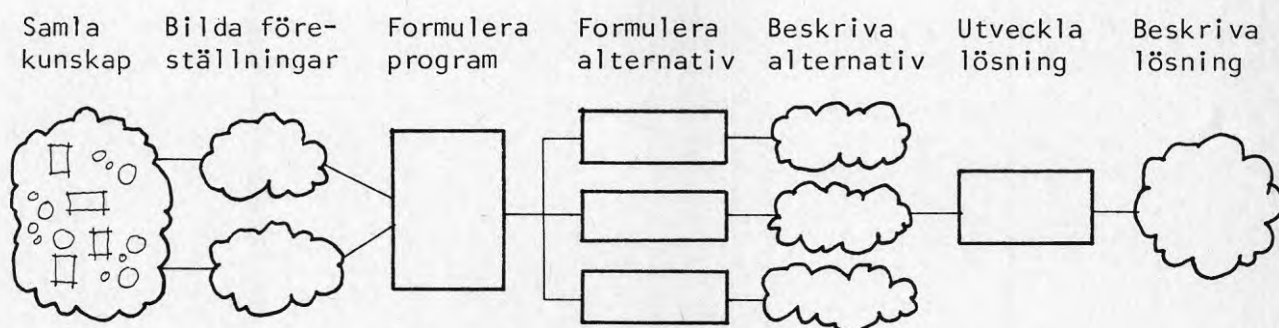 Samla
kunskap
Bilda före-
ställningar
Formulera
program
Formulera
alternativ
Beskriva
alternativ
Utveckla
lösning
Beskriva
lösning